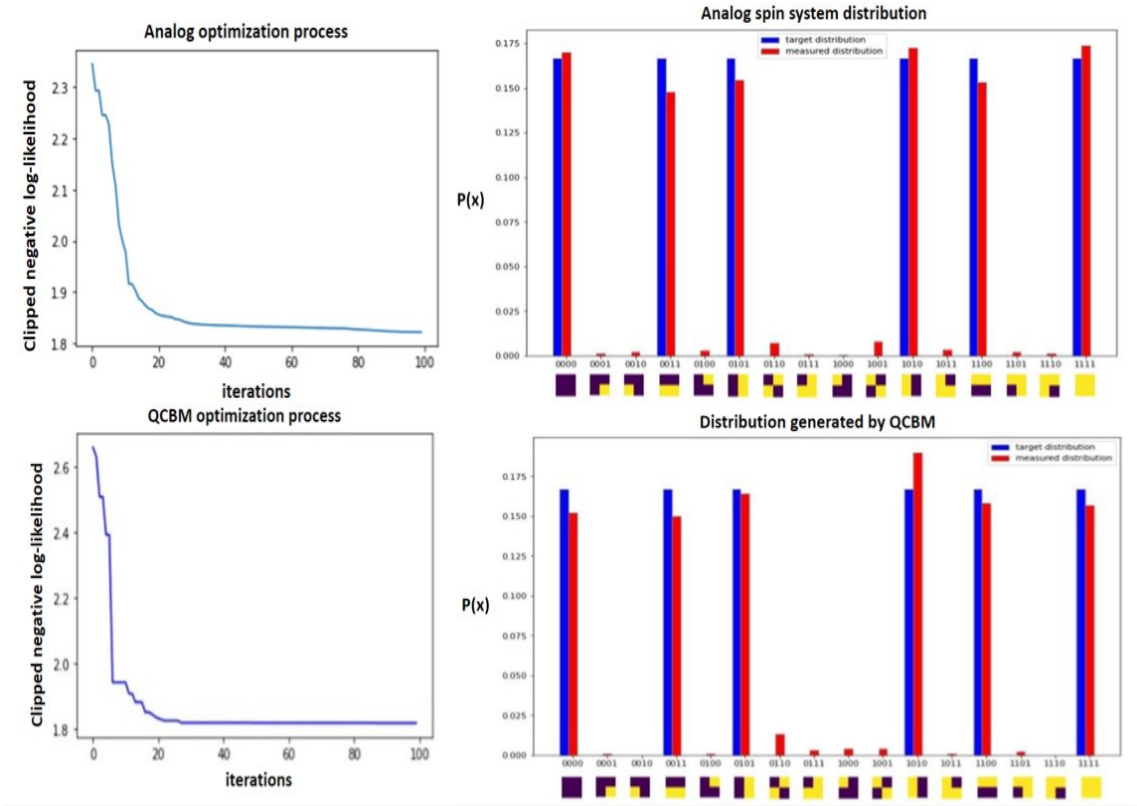 Analog optimization process
Clipped negative log-likelihood
2.3
2.2
2.1
2.0
1.9
1.8
0 20 40 60 80 100
iterations
Analog spin system distribution
P(x)
target distribution
measured distribution
0.175
0.150
0.125
0.100
0.075
0.050
0.025
0.000
0000 0001 0010 0011 0100 0101 0110 0111 1000 1001 1010 1011 1100 1101 1110 1111
QCBM optimization process
Clipped negative log-likelihood
2.6
2.4
2.2
2.0
1.8
0 20 40 60 80 100
iterations
Distribution generated by QCBM
P(x)
target distribution
measured distribution
0.175
0.150
0.125
0.100
0.075
0.050
0.025
0.000
0000 0001 0010 0011 0100 0101 0110 0111 1000 1001 1010 1011 1100 1101 1110 1111